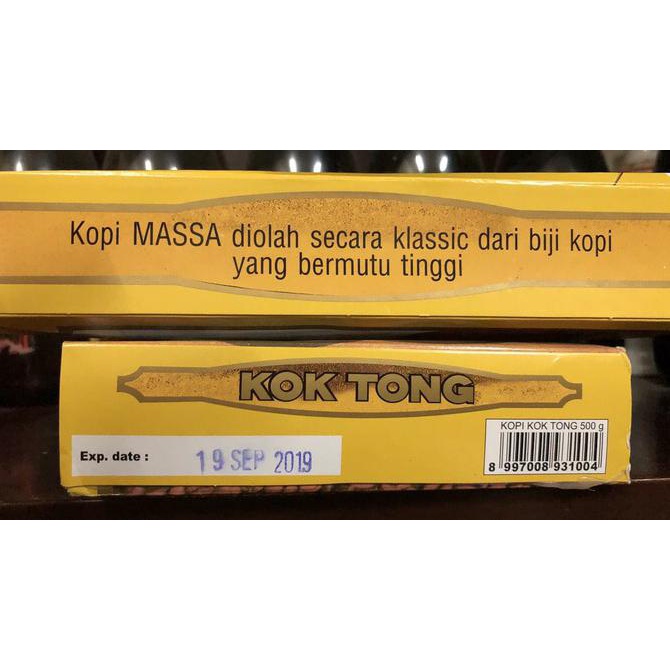 Kopi MASSA diolah secara klassic dari biji kopi
yang bermutu tinggi
KOK TONG
KOPI KOK TONG 500 g
Exp. date : 19 SEP 2019
8 997008 931004